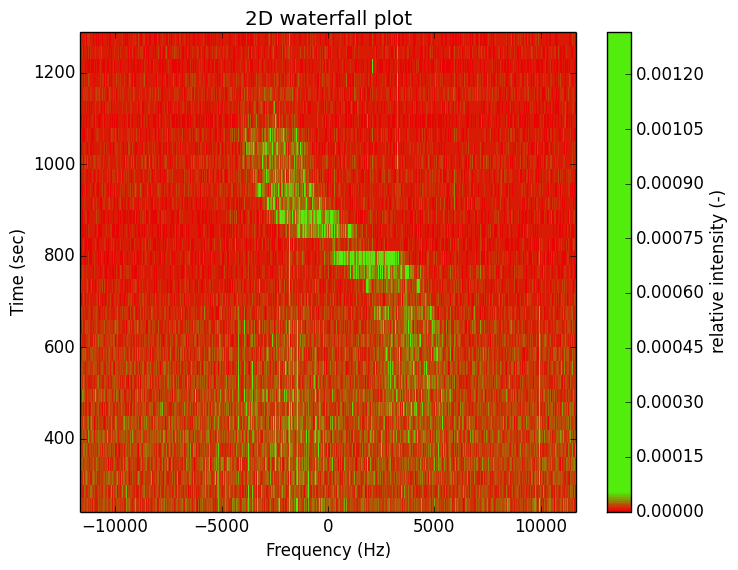 2D waterfall plot
1200
1000
800
600
400
Time (sec)
−10000 −5000 0 5000 10000
Frequency (Hz)
0.00120
0.00105
0.00090
0.00075
0.00060
0.00045
0.00030
0.00015
0.00000
relative intensity (-)